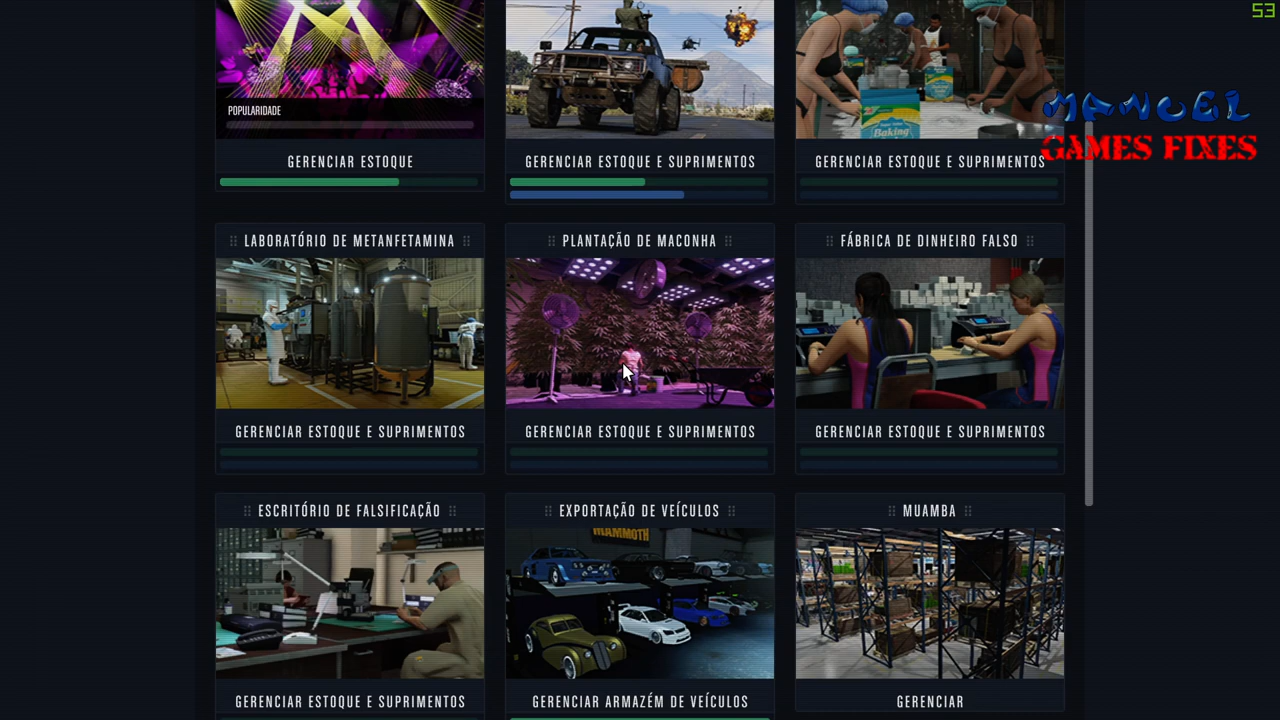 53
POPULARIDADE
Baking
MANUEL
GAMES FIXES
GERENCIAR ESTOQUE
GERENCIAR ESTOQUE E SUPRIMENTOS
GERENCIAR ESTOQUE E SUPRIMENTOS
LABORATÓRIO DE METANFETAMINA
PLANTAÇÃO DE MACONHA
FÁBRICA DE DINHEIRO FALSO
GERENCIAR ESTOQUE E SUPRIMENTOS
GERENCIAR ESTOQUE E SUPRIMENTOS
GERENCIAR ESTOQUE E SUPRIMENTOS
ESCRITÓRIO DE FALSIFICAÇÃO
EXPORTAÇÃO DE VEÍCULOS
MUAMBA
MAMMOTH
GERENCIAR ESTOQUE E SUPRIMENTOS
GERENCIAR ARMAZÉM DE VEÍCULOS
GERENCIAR